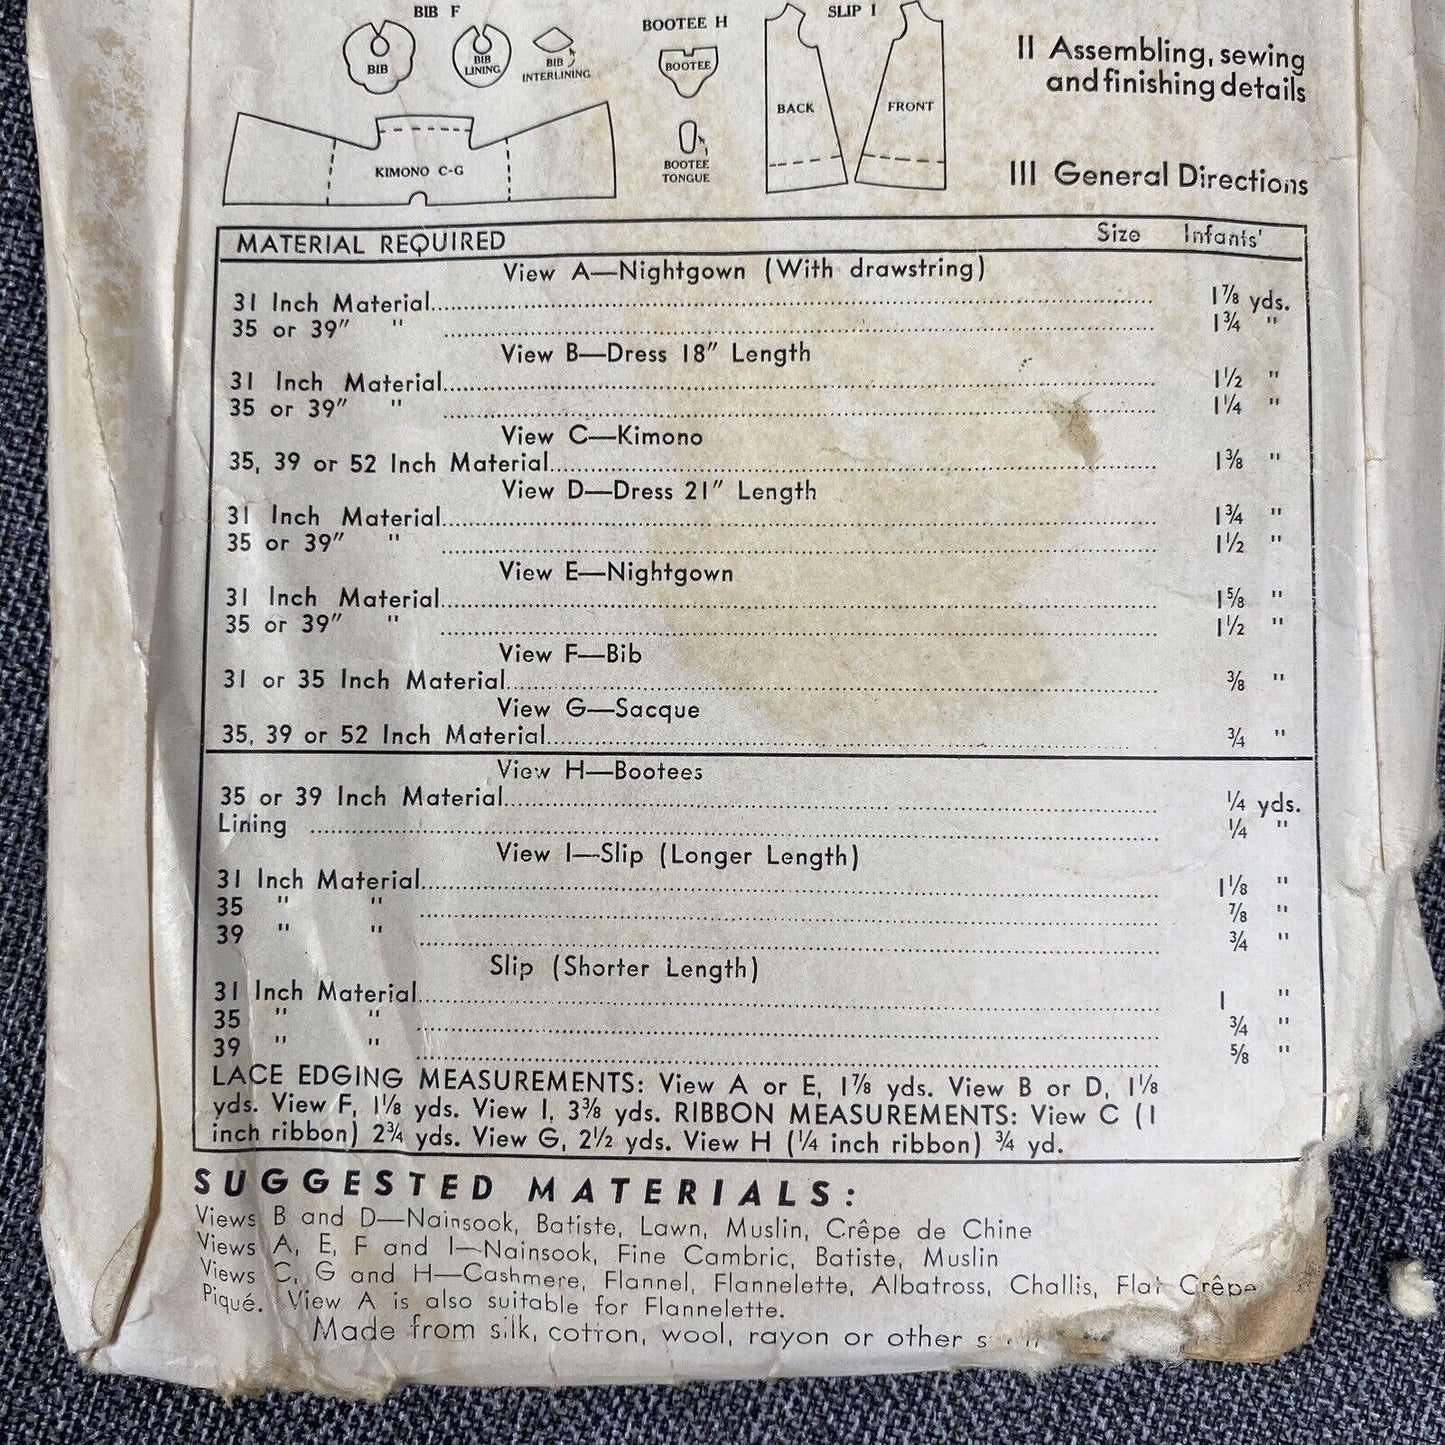 BIB F
BIB
BIB
LINING
BIB
INTERLINING
BOOTEE H
BOOTEE
BOOTEE
TONGUE
SLIP I
BACK
FRONT
KIMONO C-G
II Assembling, sewing
and finishing details
III General Directions
MATERIAL REQUIRED Size Infants'
View A—Nightgown (With drawstring)
31 Inch Material 1⅞ yds.
35 or 39" " 1¾ "
View B—Dress 18" Length
31 Inch Material 1½ "
35 or 39" " 1¼ "
View C—Kimono
35, 39 or 52 Inch Material 1⅜ "
View D—Dress 21" Length
31 Inch Material 1¾ "
35 or 39" " 1½ "
View E—Nightgown
31 Inch Material 1⅝ "
35 or 39" " 1½ "
View F—Bib
31 or 35 Inch Material ⅜ "
View G—Sacque
35, 39 or 52 Inch Material ¾ "
View H—Bootees
35 or 39 Inch Material ¼ yds.
Lining ¼ "
View I—Slip (Longer Length)
31 Inch Material 1⅛ "
35 " " ⅞ "
39 " " ¾ "
Slip (Shorter Length)
31 Inch Material 1 "
35 " " ¾ "
39 " " ⅝ "
LACE EDGING MEASUREMENTS: View A or E, 1⅞ yds. View B or D, 1⅛
yds. View F, 1⅛ yds. View I, 3⅜ yds. RIBBON MEASUREMENTS: View C (1
inch ribbon) 2¾ yds. View G, 2½ yds. View H (¼ inch ribbon) ¾ yd.
SUGGESTED MATERIALS:
Views B and D—Nainsook, Batiste, Lawn, Muslin, Crêpe de Chine
Views A, E, F and I—Nainsook, Fine Cambric, Batiste, Muslin
Views C, G and H—Cashmere, Flannel, Flannelette, Albatross, Challis, Flat Crêpe
Piqué. View A is also suitable for Flannelette.
Made from silk, cotton, wool, rayon or other